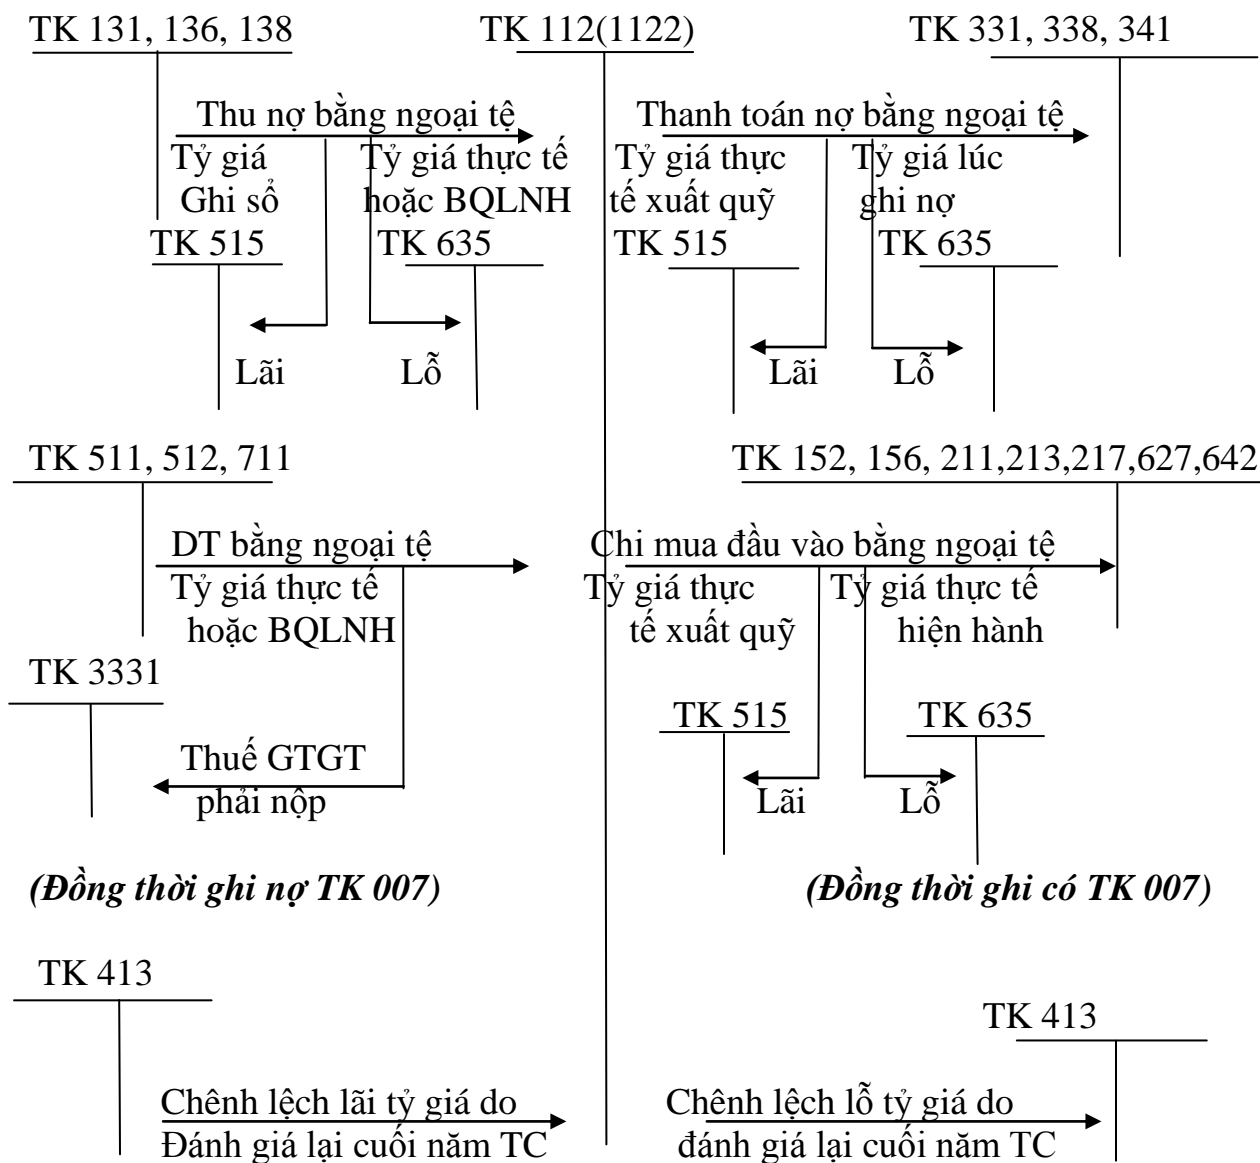 TK 131, 136, 138
TK 112(1122)
TK 331, 338, 341
Thu nợ bằng ngoại tệ
Thanh toán nợ bằng ngoại tệ
Tỷ giá
Ghi sổ
Tỷ giá thực tế
hoặc BQLNH
Tỷ giá thực
tế xuất quỹ
Tỷ giá lúc
ghi nợ
TK 515
TK 635
TK 515
TK 635
Lãi
Lỗ
Lãi
Lỗ
TK 511, 512, 711
TK 152, 156, 211,213,217,627,642
DT bằng ngoại tệ
Chi mua đầu vào bằng ngoại tệ
Tỷ giá thực tế
hoặc BQLNH
Tỷ giá thực
tế xuất quỹ
Tỷ giá thực tế
hiện hành
TK 3331
TK 515
TK 635
Thuế GTGT
phải nộp
Lãi
Lỗ
(Đồng thời ghi nợ TK 007)
(Đồng thời ghi có TK 007)
TK 413
TK 413
Chênh lệch lãi tỷ giá do
Đánh giá lại cuối năm TC
Chênh lệch lỗ tỷ giá do
đánh giá lại cuối năm TC